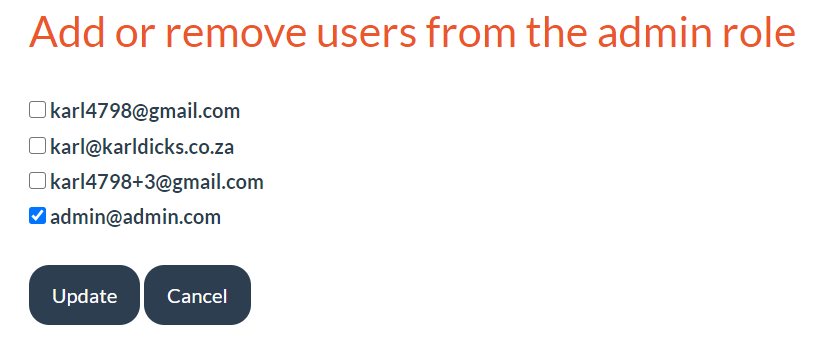 Add or remove users from the admin role
karl4798@gmail.com
karl@karldicks.co.za
karl4798+3@gmail.com
admin@admin.com
Update Cancel